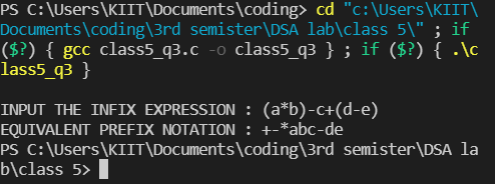 PS C:\Users\KIIT\Documents\coding> cd "c:\Users\KIIT\
Documents\coding\3rd semister\DSA lab\class 5\" ; if
($?) { gcc class5_q3.c -o class5_q3 } ; if ($?) { .\c
lass5_q3 }

INPUT THE INFIX EXPRESSION : (a*b)-c+(d-e)
EQUIVALENT PREFIX NOTATION : +-*abc-de
PS C:\Users\KIIT\Documents\coding\3rd semister\DSA la
b\class 5>